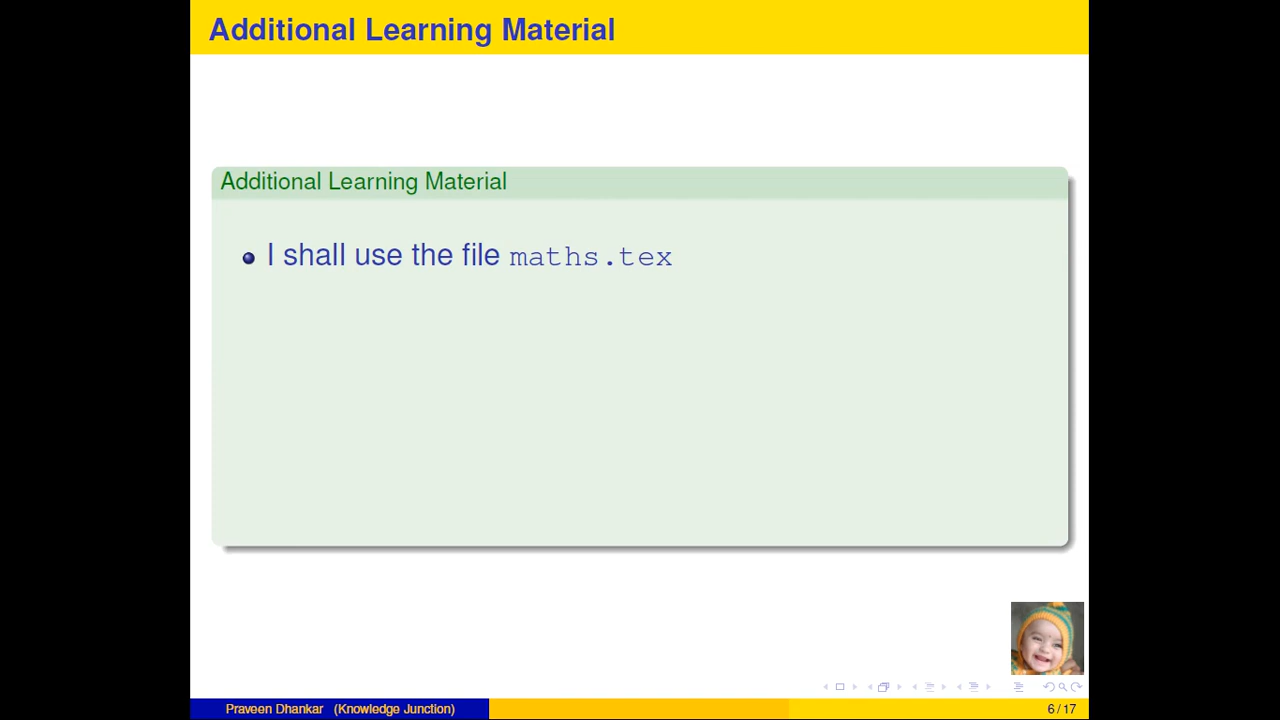 Additional Learning Material
Additional Learning Material
I shall use the file maths.tex
Praveen Dhankar (Knowledge Junction)
6 / 17